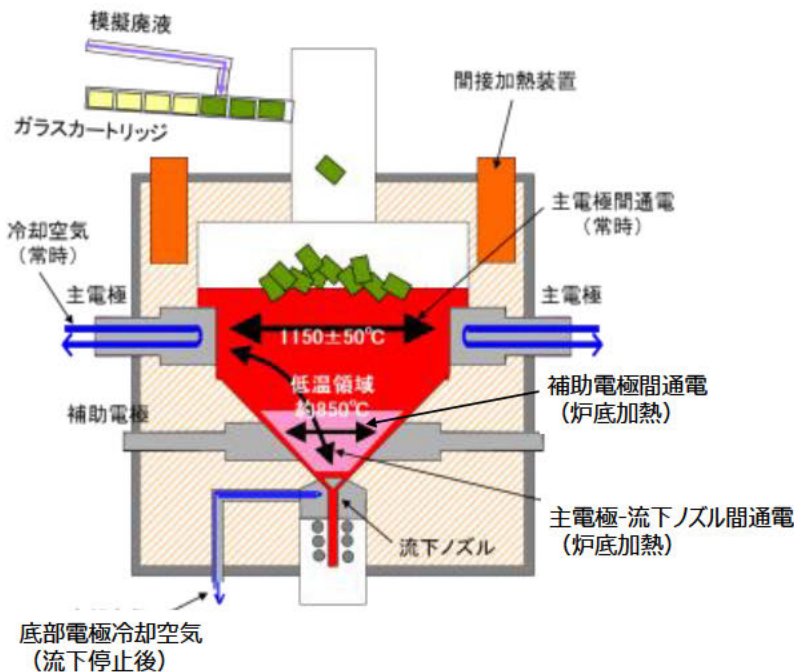 模擬廃液
ガラスカートリッジ
間接加熱装置
冷却空気
(常時)
主電極間通電
(常時)
主電極
主電極
1150±50℃
低温領域
約850℃
補助電極
補助電極間通電
(炉底加熱)
主電極-流下ノズル間通電
(炉底加熱)
流下ノズル
底部電極冷却空気
(流下停止後)